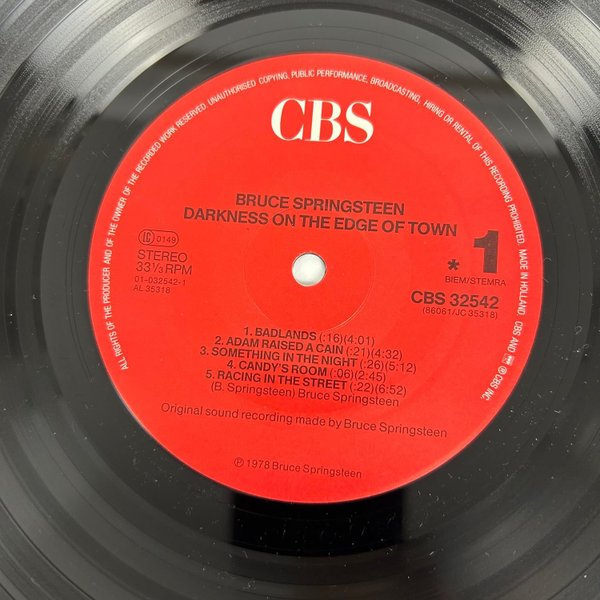 ALL RIGHTS OF THE PRODUCER AND OF THE OWNER OF THE RECORDED WORK RESERVED. UNAUTHORISED COPYING, PUBLIC PERFORMANCE, BROADCASTING, HIRING OR RENTAL OF THIS RECORDING PROHIBITED. MADE IN HOLLAND. CBS AND ℗ © CBS INC.
CBS
BRUCE SPRINGSTEEN
DARKNESS ON THE EDGE OF TOWN
LC 0149
STEREO
33⅓ RPM
01-032542-1
AL 35318
* 1
BIEM/STEMRA
CBS 32542
(86061/JC 35318)
1. BADLANDS (:16)(4:01)
2. ADAM RAISED A CAIN (:21)(4:32)
3. SOMETHING IN THE NIGHT (:26)(5:12)
4. CANDY'S ROOM (:06)(2:45)
5. RACING IN THE STREET (:22)(6:52)
(B. Springsteen) Bruce Springsteen
Original sound recording made by Bruce Springsteen
℗ 1978 Bruce Springsteen